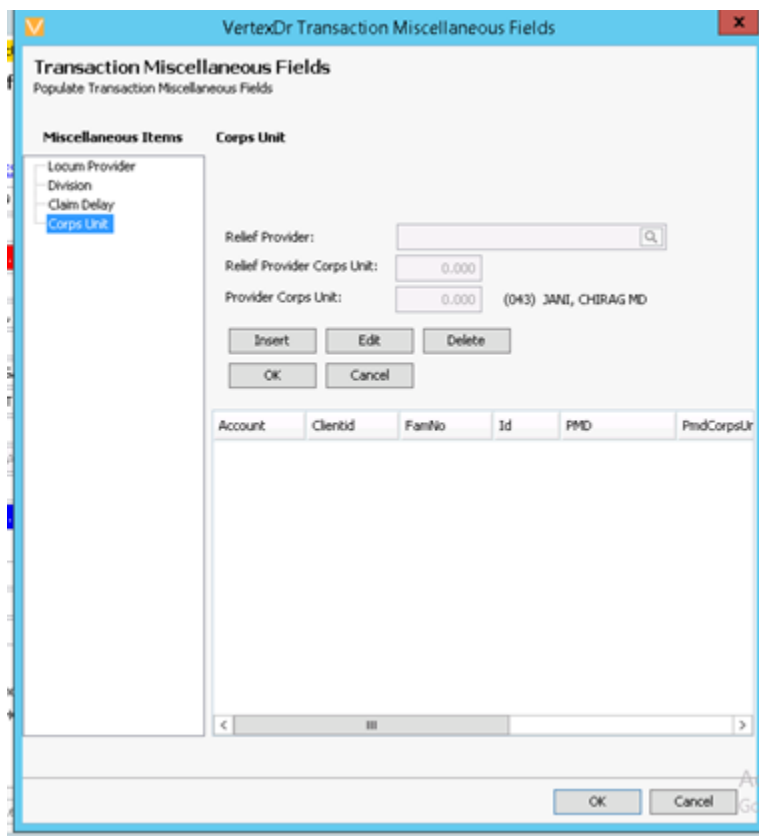 VertexDr Transaction Miscellaneous Fields
x
Transaction Miscellaneous Fields
Populate Transaction Miscellaneous Fields
Miscellaneous Items Corps Unit
Locum Provider
Division
Claim Delay
Corps Unit
Relief Provider:
Relief Provider Corps Unit: 0.000
Provider Corps Unit: 0.000 (043) JANI, CHIRAG MD
Insert Edit Delete
OK Cancel
Account Clientid FamNo Id PMD PmdCorpsUr
OK Cancel